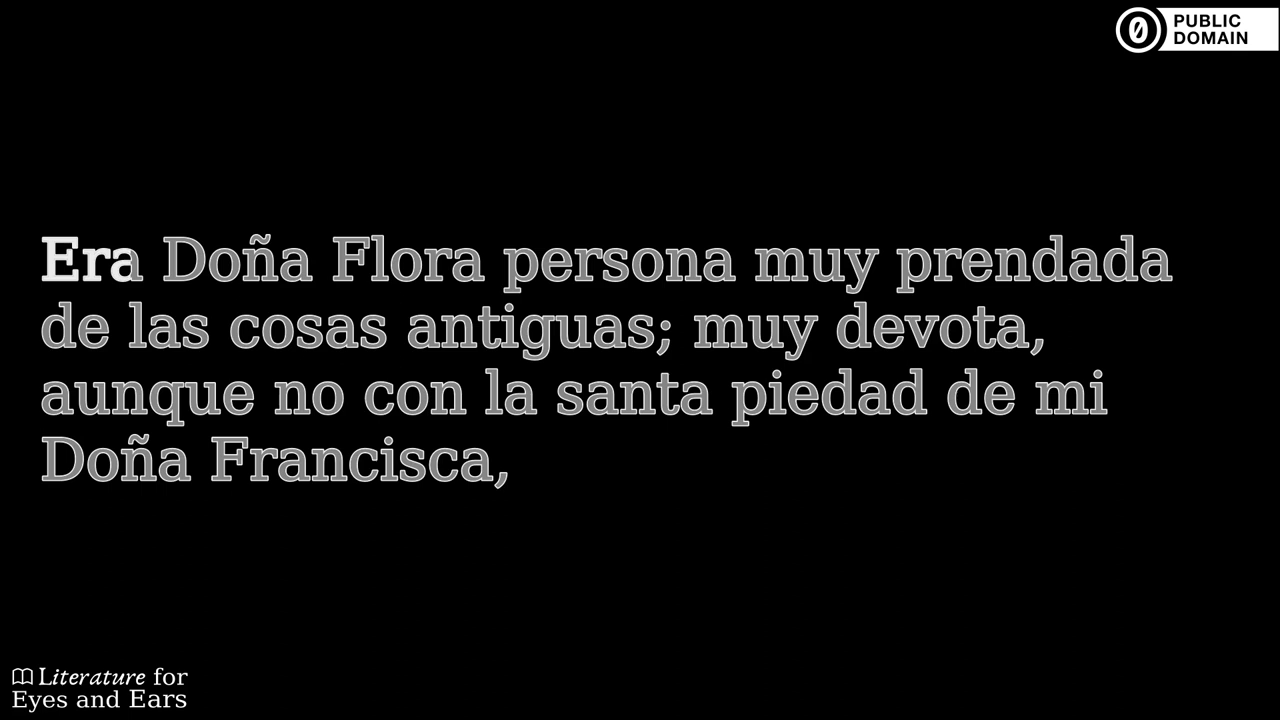 PUBLIC
DOMAIN
Era Doña Flora persona muy prendada
de las cosas antiguas; muy devota,
aunque no con la santa piedad de mi
Doña Francisca,
Literature for
Eyes and Ears